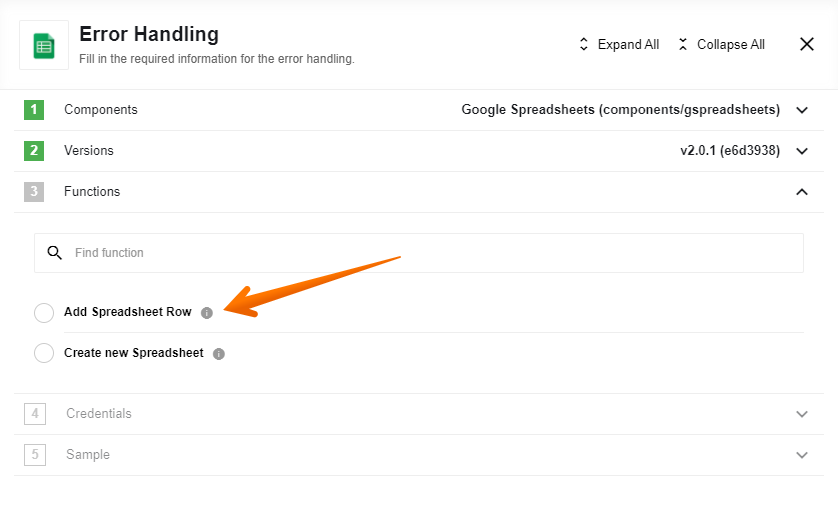 Error Handling
Fill in the required information for the error handling.
Expand All
Collapse All
1 Components Google Spreadsheets (components/gspreadsheets)
2 Versions v2.0.1 (e6d3938)
3 Functions
Find function
Add Spreadsheet Row
Create new Spreadsheet
4 Credentials
5 Sample